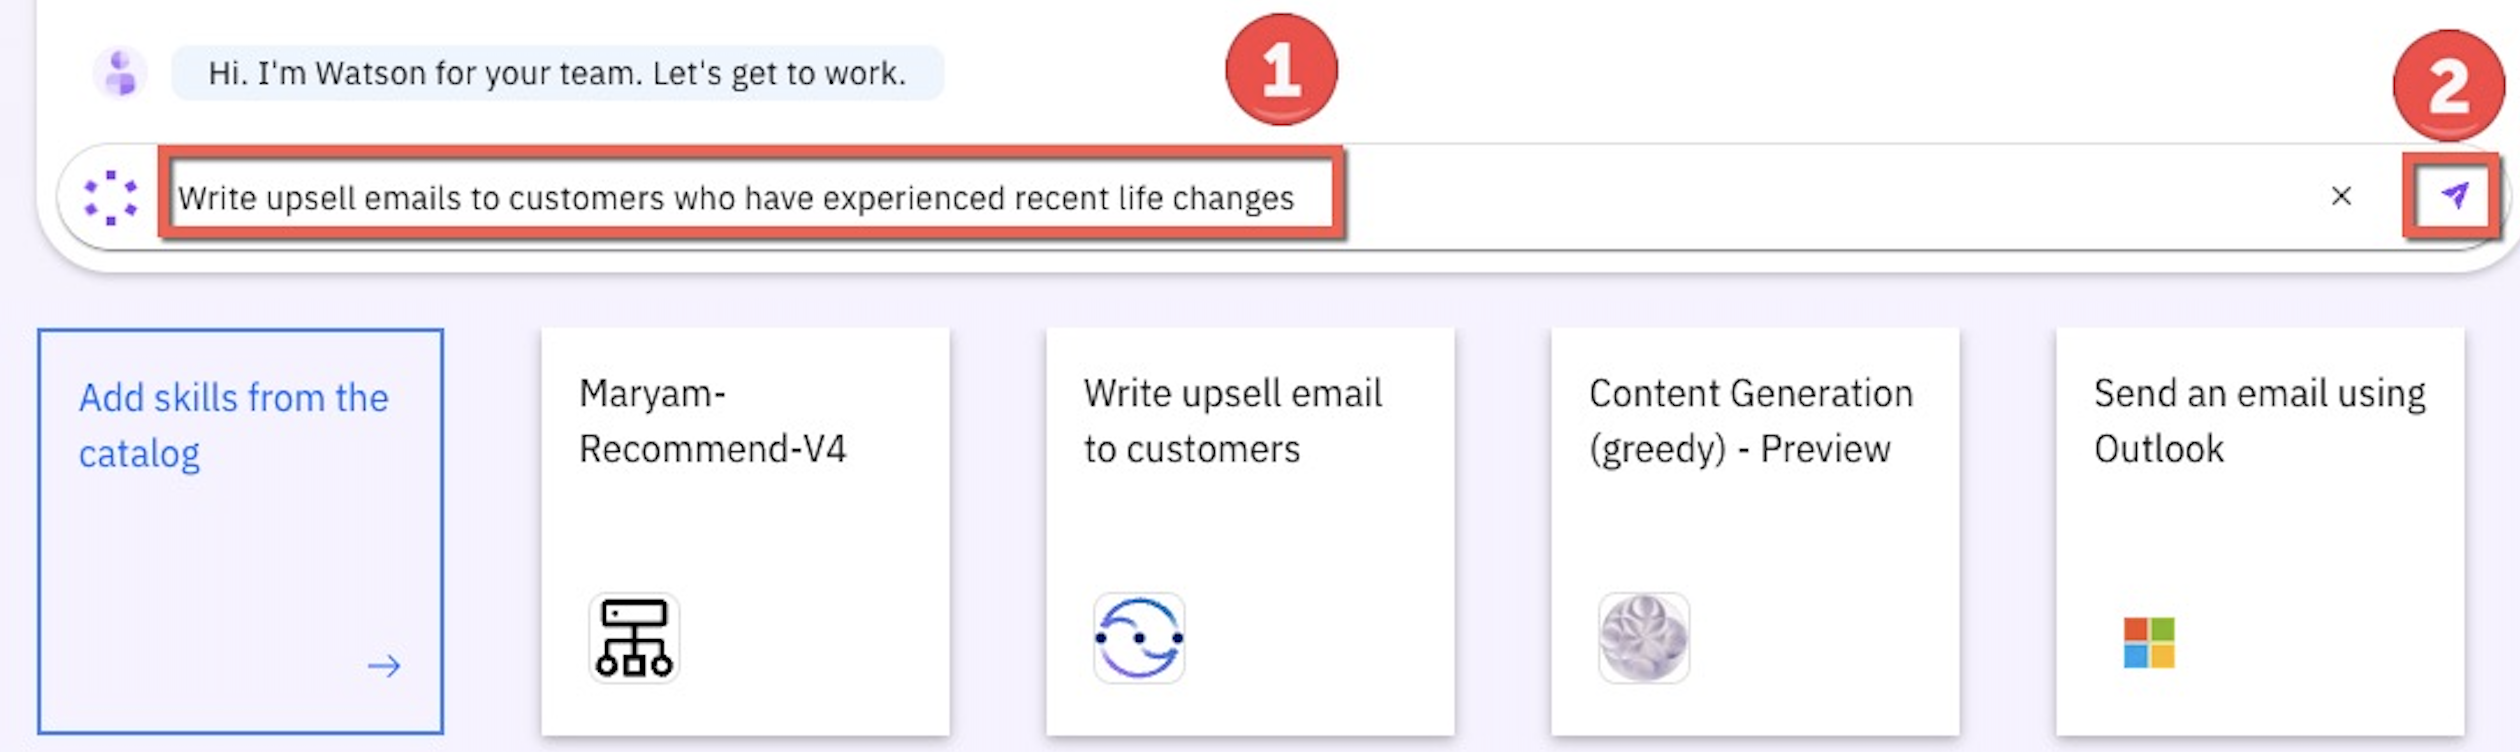 1
2
Hi. I'm Watson for your team. Let's get to work.
Write upsell emails to customers who have experienced recent life changes
Add skills from the
catalog
Maryam-
Recommend-V4
Write upsell email
to customers
Content Generation
(greedy) - Preview
Send an email using
Outlook